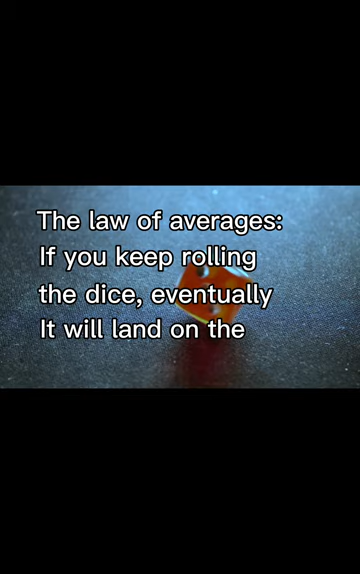 The law of averages:
If you keep rolling
the dice, eventually
It will land on the